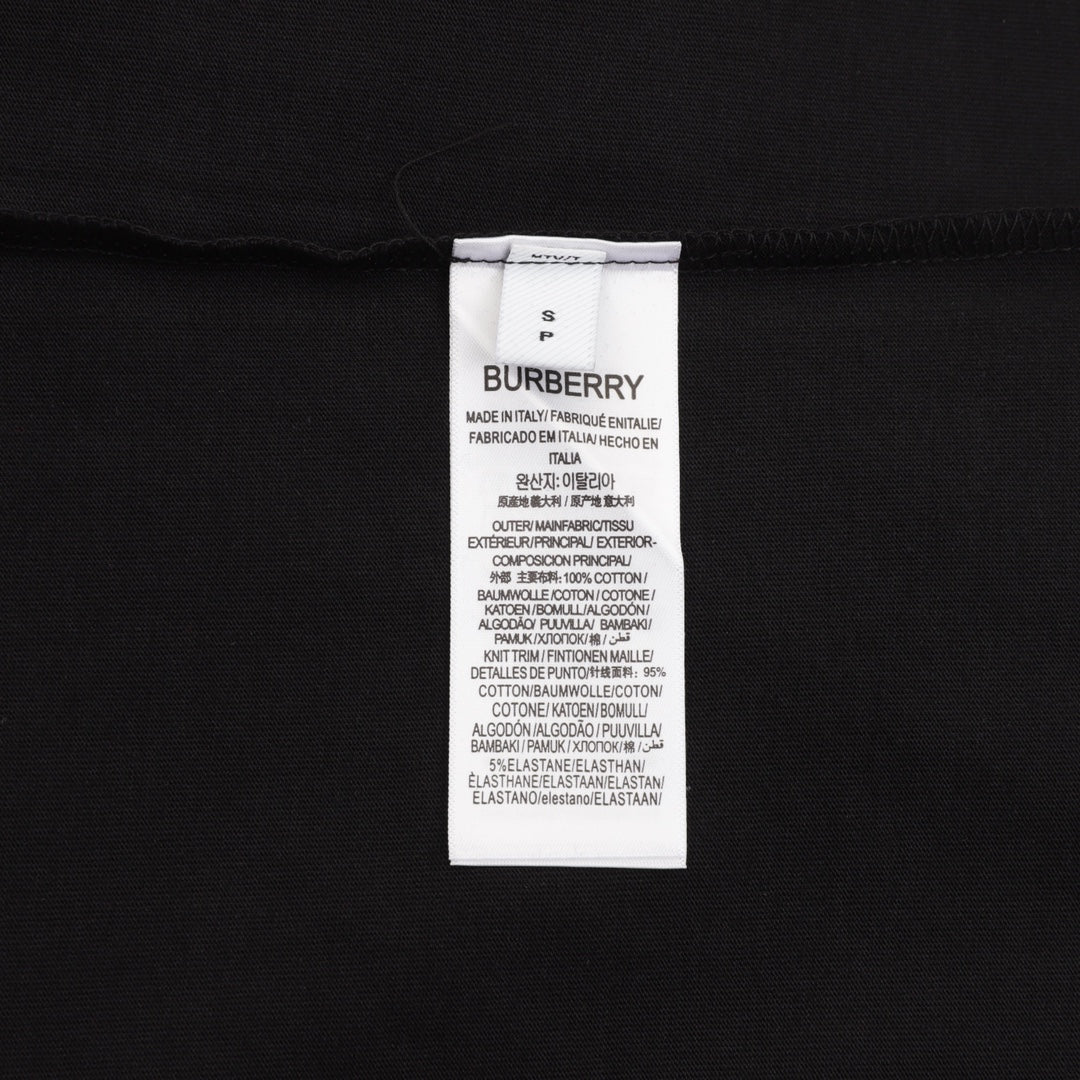 S
P
BURBERRY
MADE IN ITALY/ FABRIQUÉ ENITALIE/
FABRICADO EM ITALIA/ HECHO EN
ITALIA
완산지: 이탈리아
原産地義大利 / 原产地 意大利
OUTER/ MAINFABRIC/TISSU
EXTÉRIEUR/PRINCIPAL/ EXTERIOR-
COMPOSICION PRINCIPAL/
外部 主要布料: 100% COTTON /
BAUMWOLLE /COTON / COTONE /
KATOEN / BOMULL/ALGODÓN/
ALGODÃO/ PUUVILLA/ BAMBAKI/
PAMUK / ХЛОПОК/ 棉 / قطن /
KNIT TRIM / FINTIONEN MAILLE/
DETALLES DE PUNTO/针线面料: 95%
COTTON/BAUMWOLLE/COTON/
COTONE/ KATOEN/BOMULL/
ALGODÓN /ALGODÃO / PUUVILLA/
BAMBAKI / PAMUK / ХЛОПОК/ 棉 / قطن /
5%ELASTANE/ELASTHAN/
ÉLASTHANE/ELASTAAN/ELASTAN/
ELASTANO/elestano/ELASTAAN/